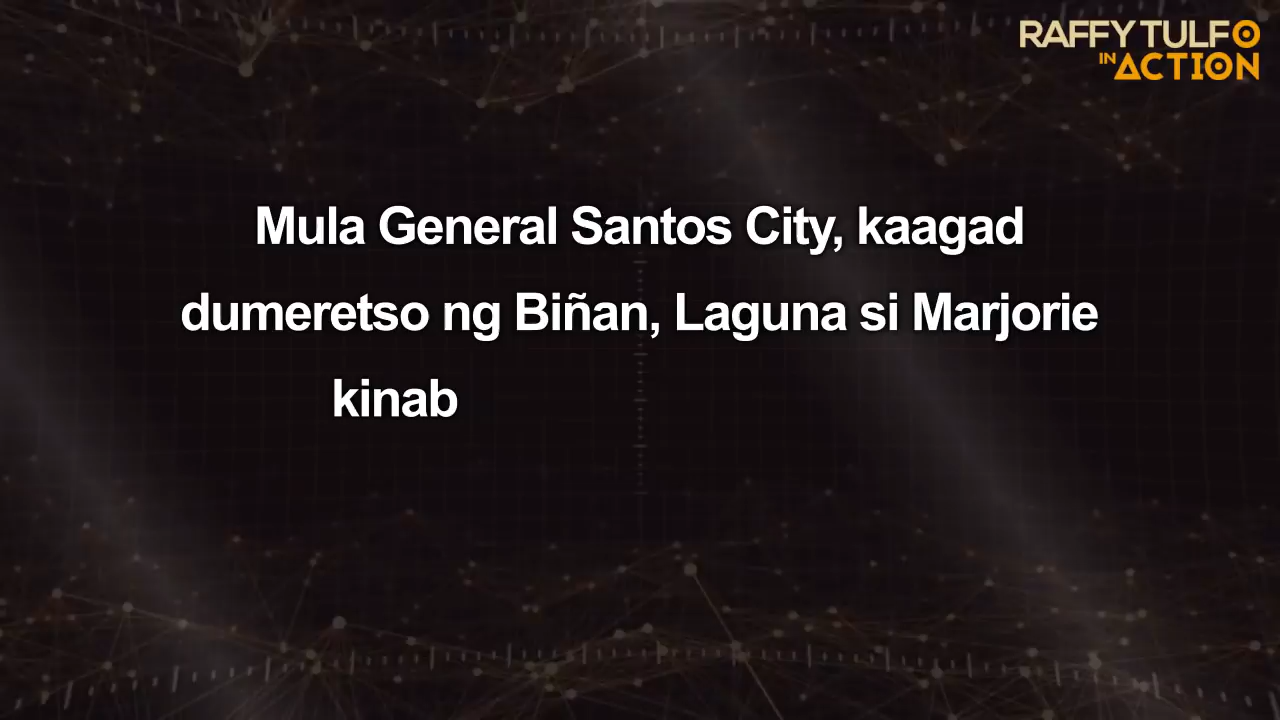 RAFFY TULFO
IN ACTION
Mula General Santos City, kaagad
dumeretso ng Biñan, Laguna si Marjorie
kinab